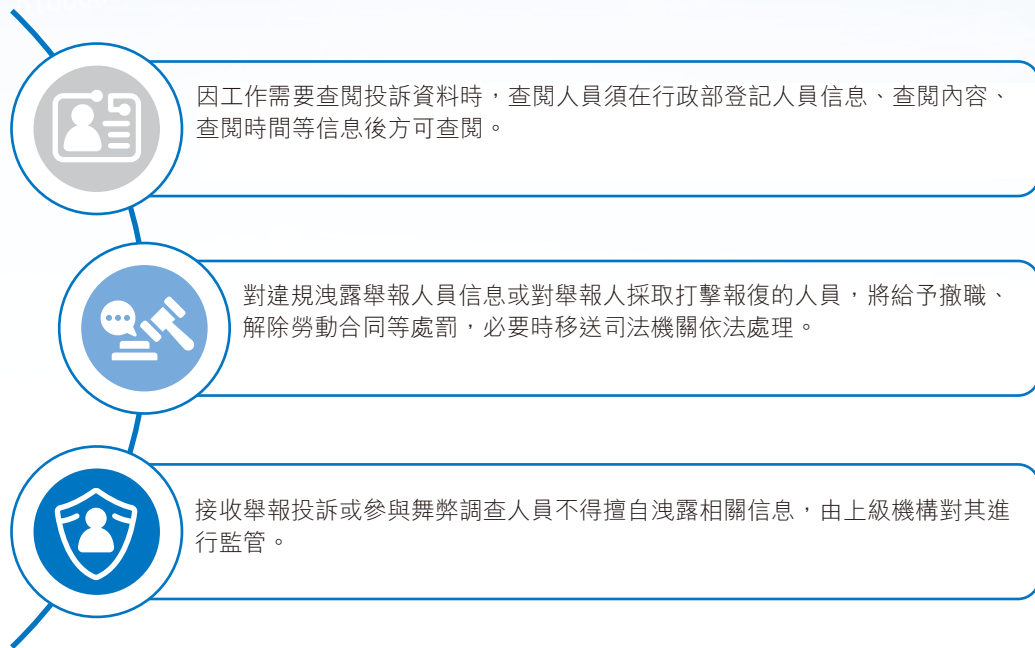 因工作需要查閱投訴資料時，查閱人員須在行政部登記人員信息、查閱內容、
查閱時間等信息後方可查閱。
對違規洩露舉報人員信息或對舉報人採取打擊報復的人員，將給予撤職、
解除勞動合同等處罰，必要時移送司法機關依法處理。
接收舉報投訴或參與舞弊調查人員不得擅自洩露相關信息，由上級機構對其進
行監管。